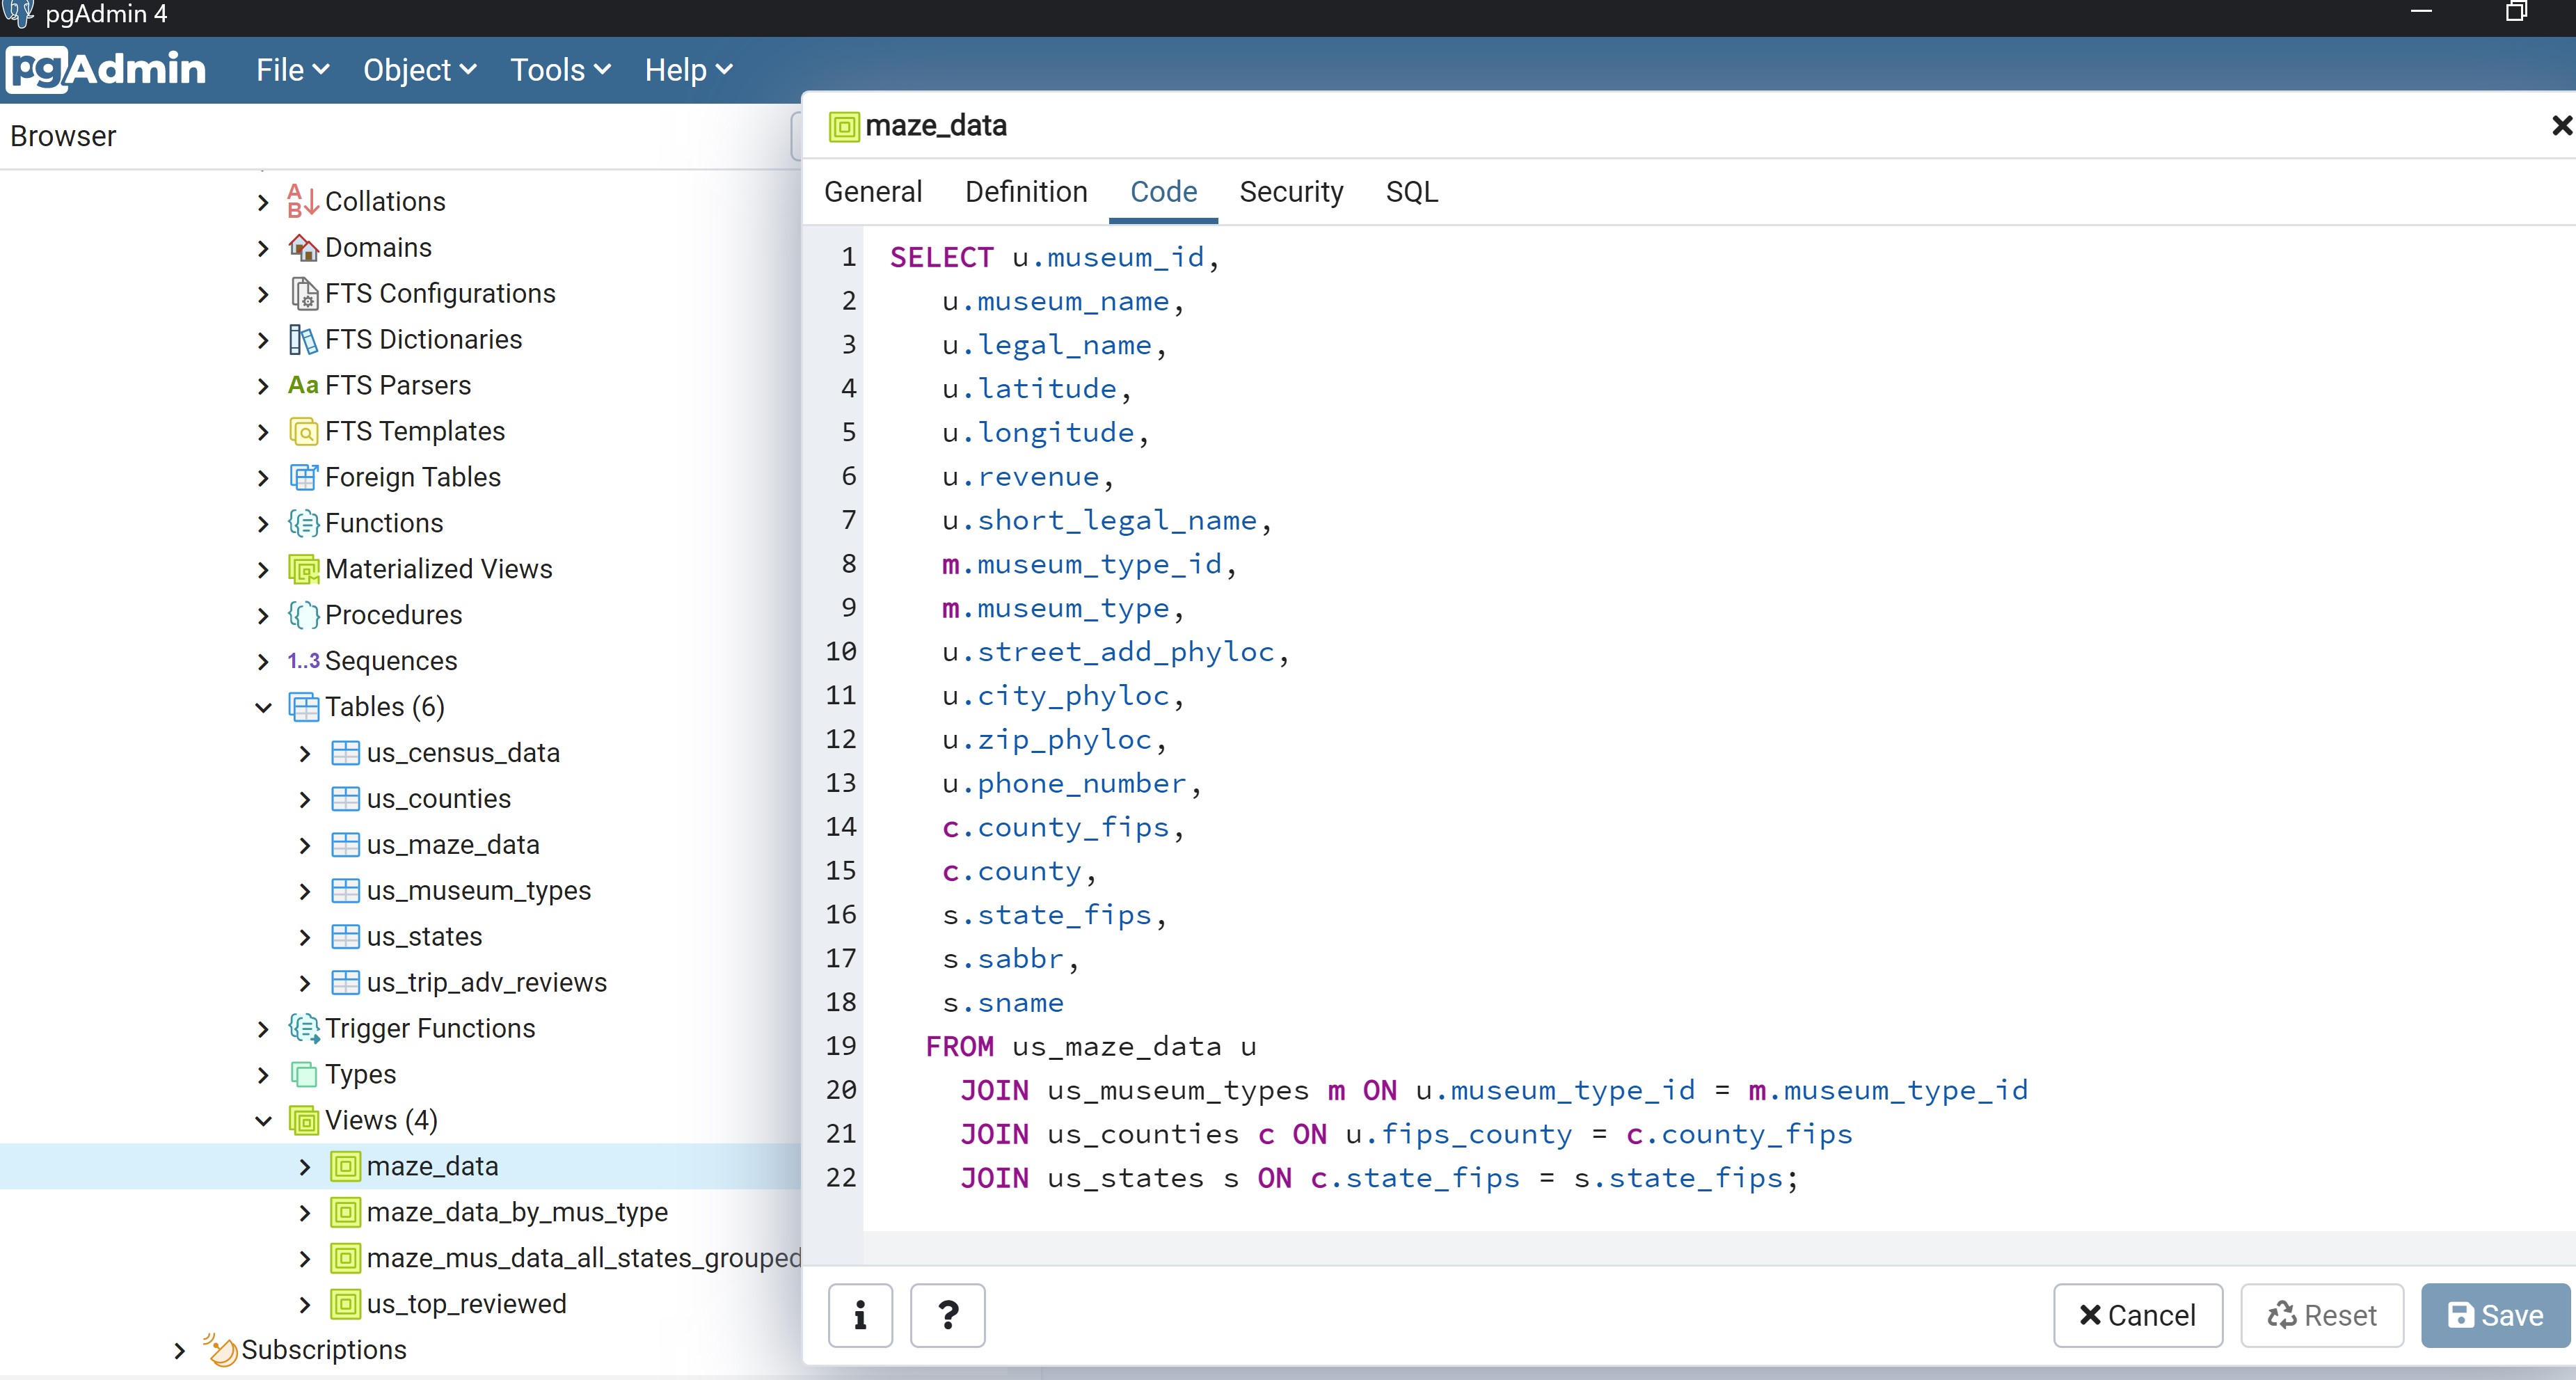 pgAdmin 4
pgAdmin File Object Tools Help
Browser
Collations
Domains
FTS Configurations
FTS Dictionaries
Aa FTS Parsers
FTS Templates
Foreign Tables
Functions
Materialized Views
Procedures
1..3 Sequences
Tables (6)
us_census_data
us_counties
us_maze_data
us_museum_types
us_states
us_trip_adv_reviews
Trigger Functions
Types
Views (4)
maze_data
maze_data_by_mus_type
maze_mus_data_all_states_grouped
us_top_reviewed
Subscriptions
maze_data
General Definition Code Security SQL
1 SELECT u.museum_id,
2 u.museum_name,
3 u.legal_name,
4 u.latitude,
5 u.longitude,
6 u.revenue,
7 u.short_legal_name,
8 m.museum_type_id,
9 m.museum_type,
10 u.street_add_phyloc,
11 u.city_phyloc,
12 u.zip_phyloc,
13 u.phone_number,
14 c.county_fips,
15 c.county,
16 s.state_fips,
17 s.sabbr,
18 s.sname
19 FROM us_maze_data u
20 JOIN us_museum_types m ON u.museum_type_id = m.museum_type_id
21 JOIN us_counties c ON u.fips_county = c.county_fips
22 JOIN us_states s ON c.state_fips = s.state_fips;
i ? Cancel Reset Save